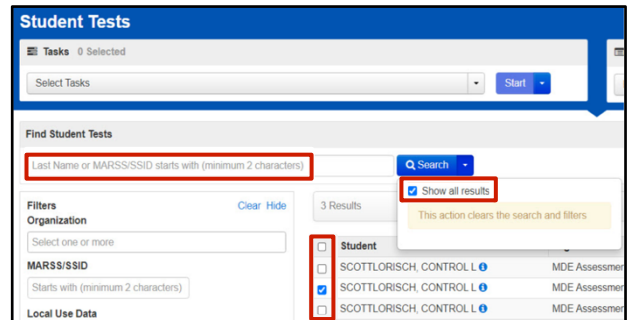 Student Tests
Tasks 0 Selected
Select Tasks
Start
Find Student Tests
Last Name or MARSS/SSID starts with (minimum 2 characters)
Search
Show all results
This action clears the search and filters
Filters
Clear Hide
3 Results
Organization
Select one or more
Student
MARSS/SSID
SCOTTLORISCH, CONTROL L
MDE Assessmen
Starts with (minimum 2 characters)
SCOTTLORISCH, CONTROL L
MDE Assessmen
Local Use Data
SCOTTLORISCH, CONTROL L
MDE Assessmen